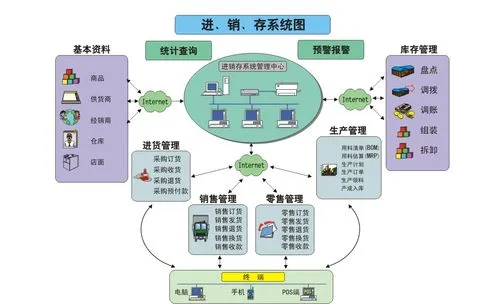 进、销、存系统图
基本资料
统计查询
预警报警
库存管理
进销存系统管理中心
商品
供货商
经销商
仓库
店面
Internet
Internet
盘点
调拨
调账
组装
拆卸
进货管理
采购订货
采购收货
采购退货
采购换货
采购预付款
Internet
生产管理
用料清单(BOM)
用料估算(MRP)
生产计划
生产订单
生产领料
产成入库
销售管理
销售订货
销售发货
销售退货
销售换货
销售收款
零售管理
零售订货
零售发货
零售退货
零售换货
零售收款
终 端
电脑
手机
POS端